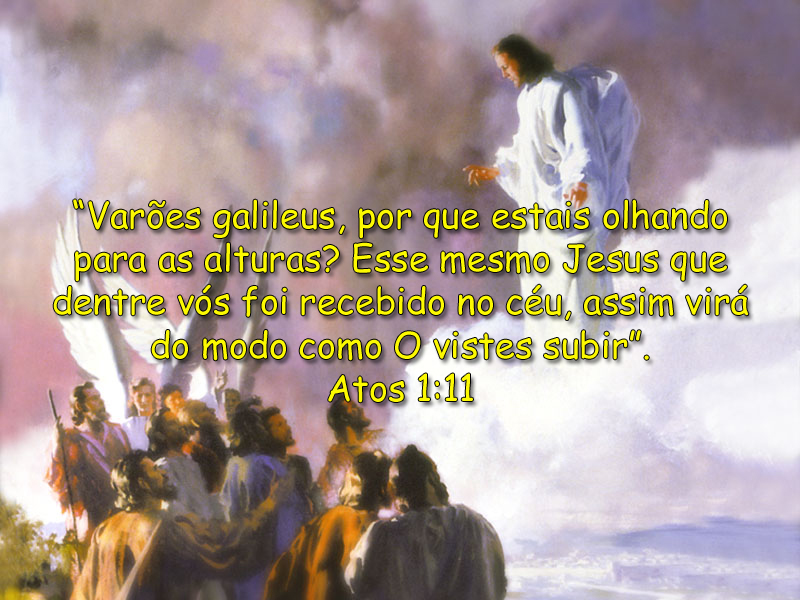 “Varões galileus, por que estais olhando
para as alturas? Esse mesmo Jesus que
dentre vós foi recebido no céu, assim virá
do modo como O vistes subir”.
Atos 1:11